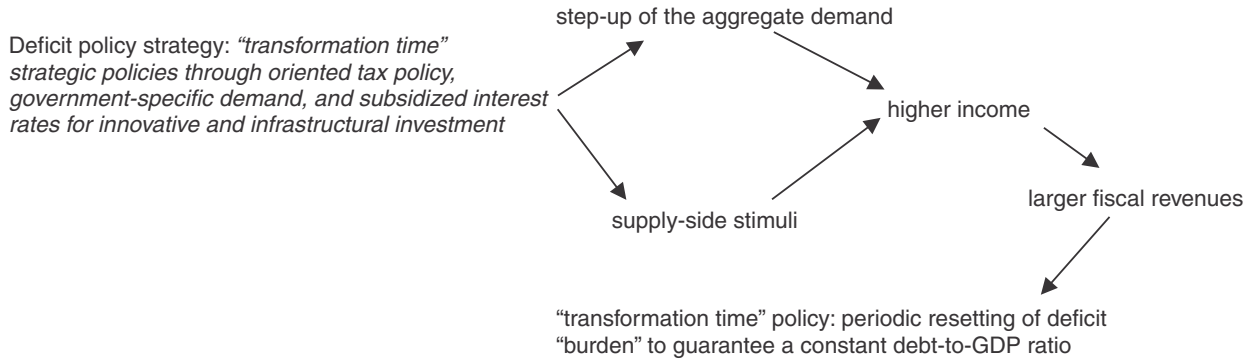 step-up of the aggregate demand
Deficit policy strategy: “transformation time”
strategic policies through oriented tax policy,
government-specific demand, and subsidized interest
rates for innovative and infrastructural investment
higher income
larger fiscal revenues
supply-side stimuli
“transformation time” policy: periodic resetting of deficit
“burden” to guarantee a constant debt-to-GDP ratio